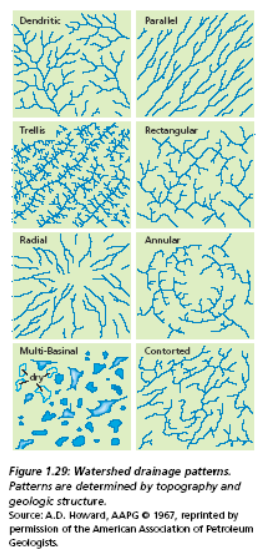 Dendritic
Parallel
Trellis
Rectangular
Radial
Annular
Multi-Basinal
dry
Contorted
Figure 1.29: Watershed drainage patterns.
Patterns are determined by topography and
geologic structure.
Source: A.D. Howard, AAPG © 1967, reprinted by
permission of the American Association of Petroleum
Geologists.